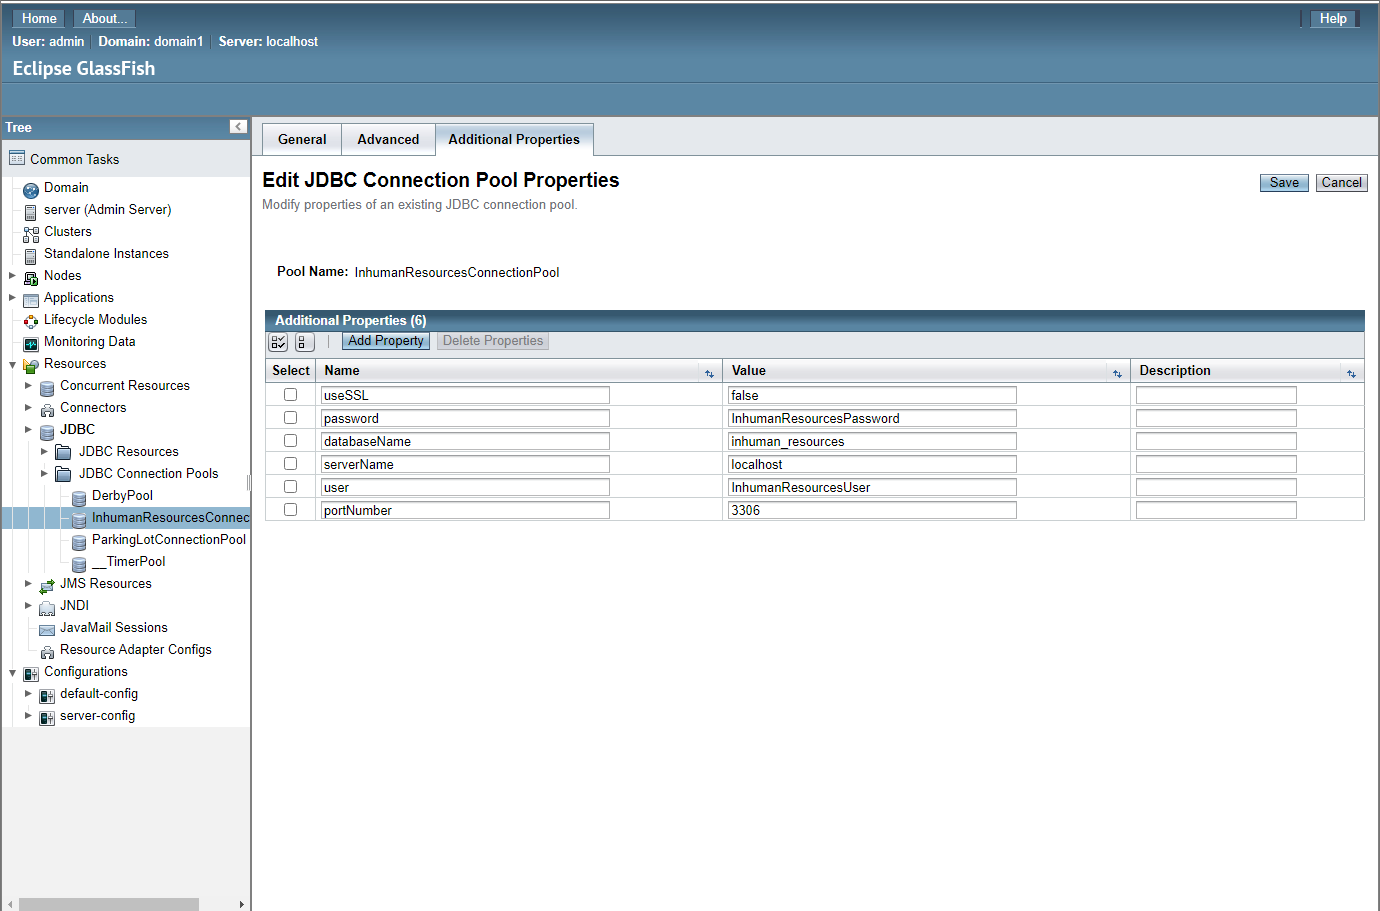 Home About... Help
User: admin Domain: domain1 Server: localhost
Eclipse GlassFish
Tree
Common Tasks
Domain
server (Admin Server)
Clusters
Standalone Instances
Nodes
Applications
Lifecycle Modules
Monitoring Data
Resources
Concurrent Resources
Connectors
JDBC
JDBC Resources
JDBC Connection Pools
DerbyPool
InhumanResourcesConnec
ParkingLotConnectionPool
__TimerPool
JMS Resources
JNDI
JavaMail Sessions
Resource Adapter Configs
Configurations
default-config
server-config
General Advanced Additional Properties
Edit JDBC Connection Pool Properties
Save Cancel
Modify properties of an existing JDBC connection pool.
Pool Name: InhumanResourcesConnectionPool
Additional Properties (6)
Add Property Delete Properties
Select Name Value Description
useSSL false
password InhumanResourcesPassword
databaseName inhuman_resources
serverName localhost
user InhumanResourcesUser
portNumber 3306